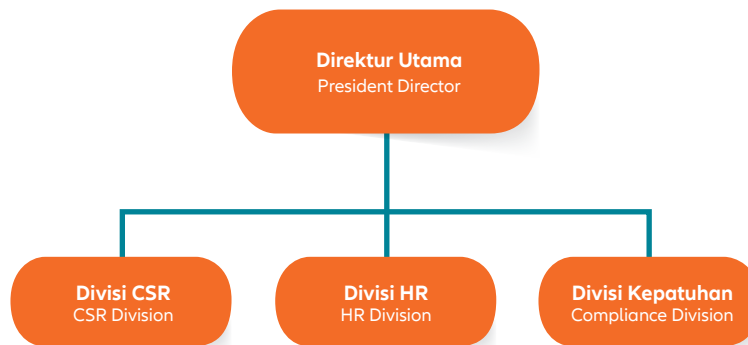 Direktur Utama
President Director
Divisi CSR
CSR Division
Divisi HR
HR Division
Divisi Kepatuhan
Compliance Division